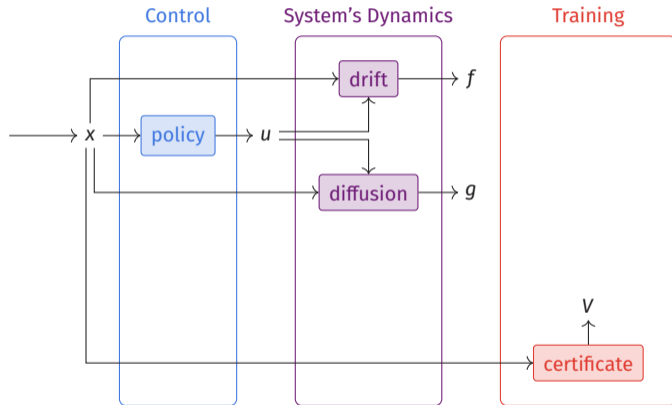 Control
System's Dynamics
Training
drift
f
x
policy
u
diffusion
g
V
certificate